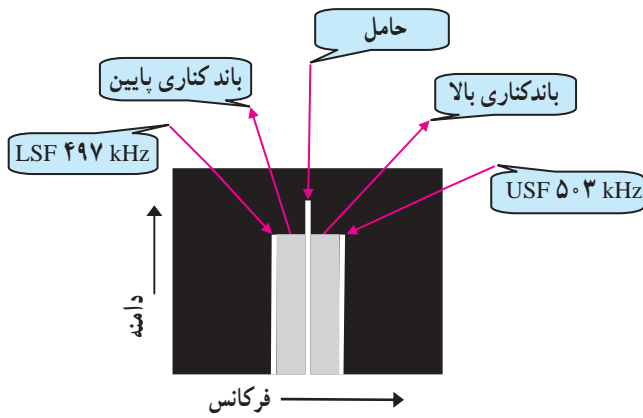 حامل
باند کناری پایین
باندکناری بالا
LSF ۴۹۷ kHz
USF ۵۰۳ kHz
دامنه
فرکانس